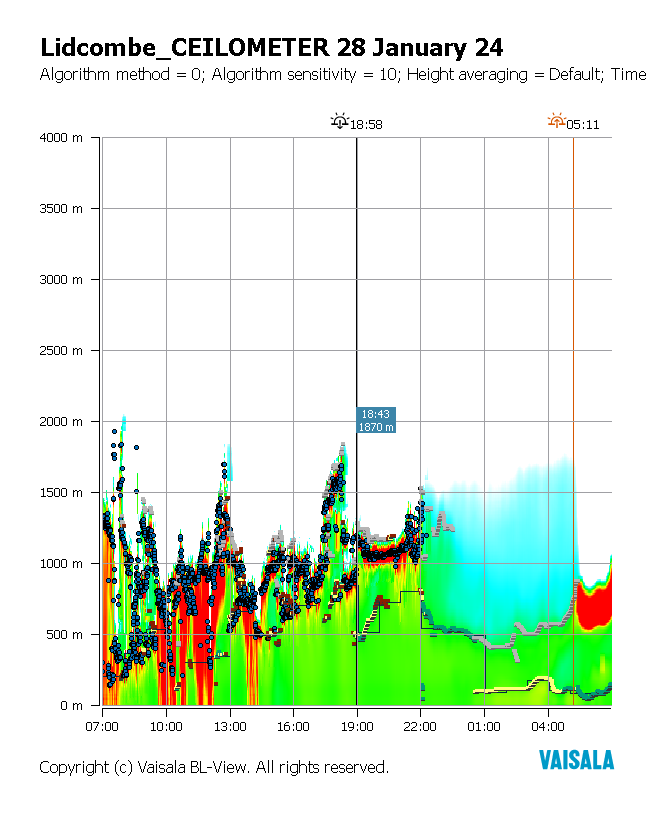 Lidcombe_CEILOMETER 28 January 24
Algorithm method = 0; Algorithm sensitivity = 10; Height averaging = Default; Time
18:58
05:11
4000 m
3500 m
3000 m
2500 m
2000 m
18:43
1870 m
1500 m
1000 m
500 m
0 m
07:00 10:00 13:00 16:00 19:00 22:00 01:00 04:00
Copyright (c) Vaisala BL-View. All rights reserved.
VAISALA